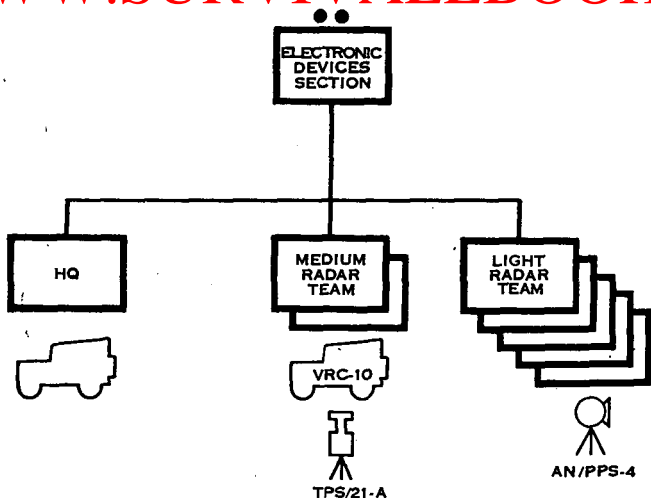 ELECTRONIC
DEVICES
SECTION
HQ
MEDIUM
RADAR
TEAM
LIGHT
RADAR
TEAM
VRC-10
TPS/21-A
AN/PPS-4